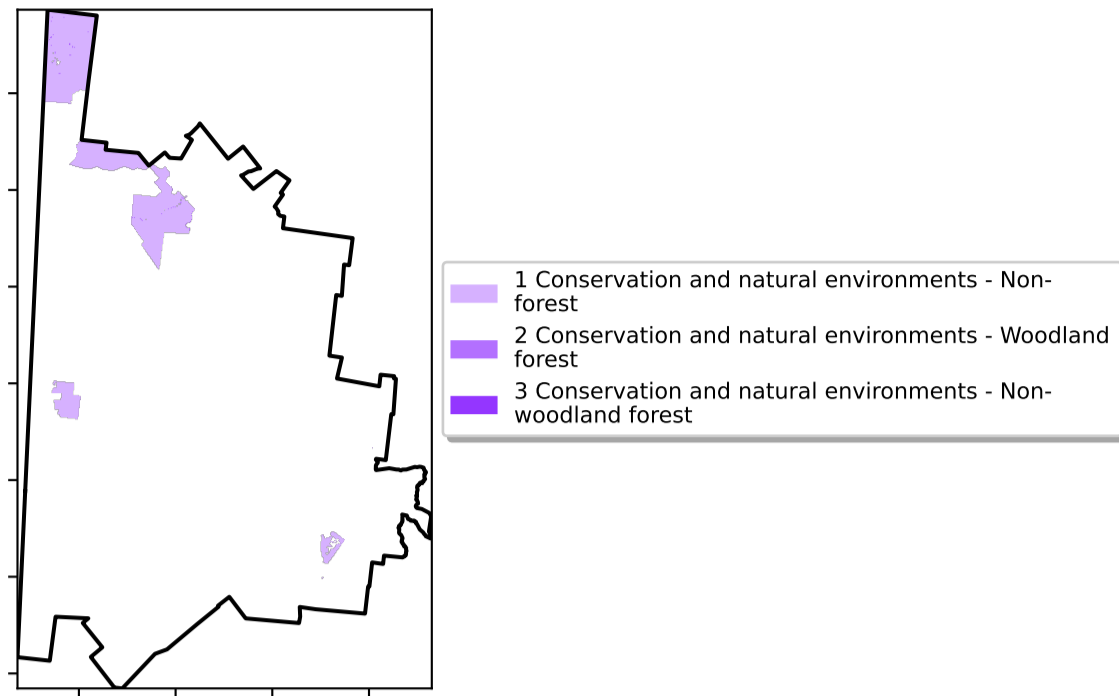 1 Conservation and natural environments - Non-
forest
2 Conservation and natural environments - Woodland
forest
3 Conservation and natural environments - Non-
woodland forest